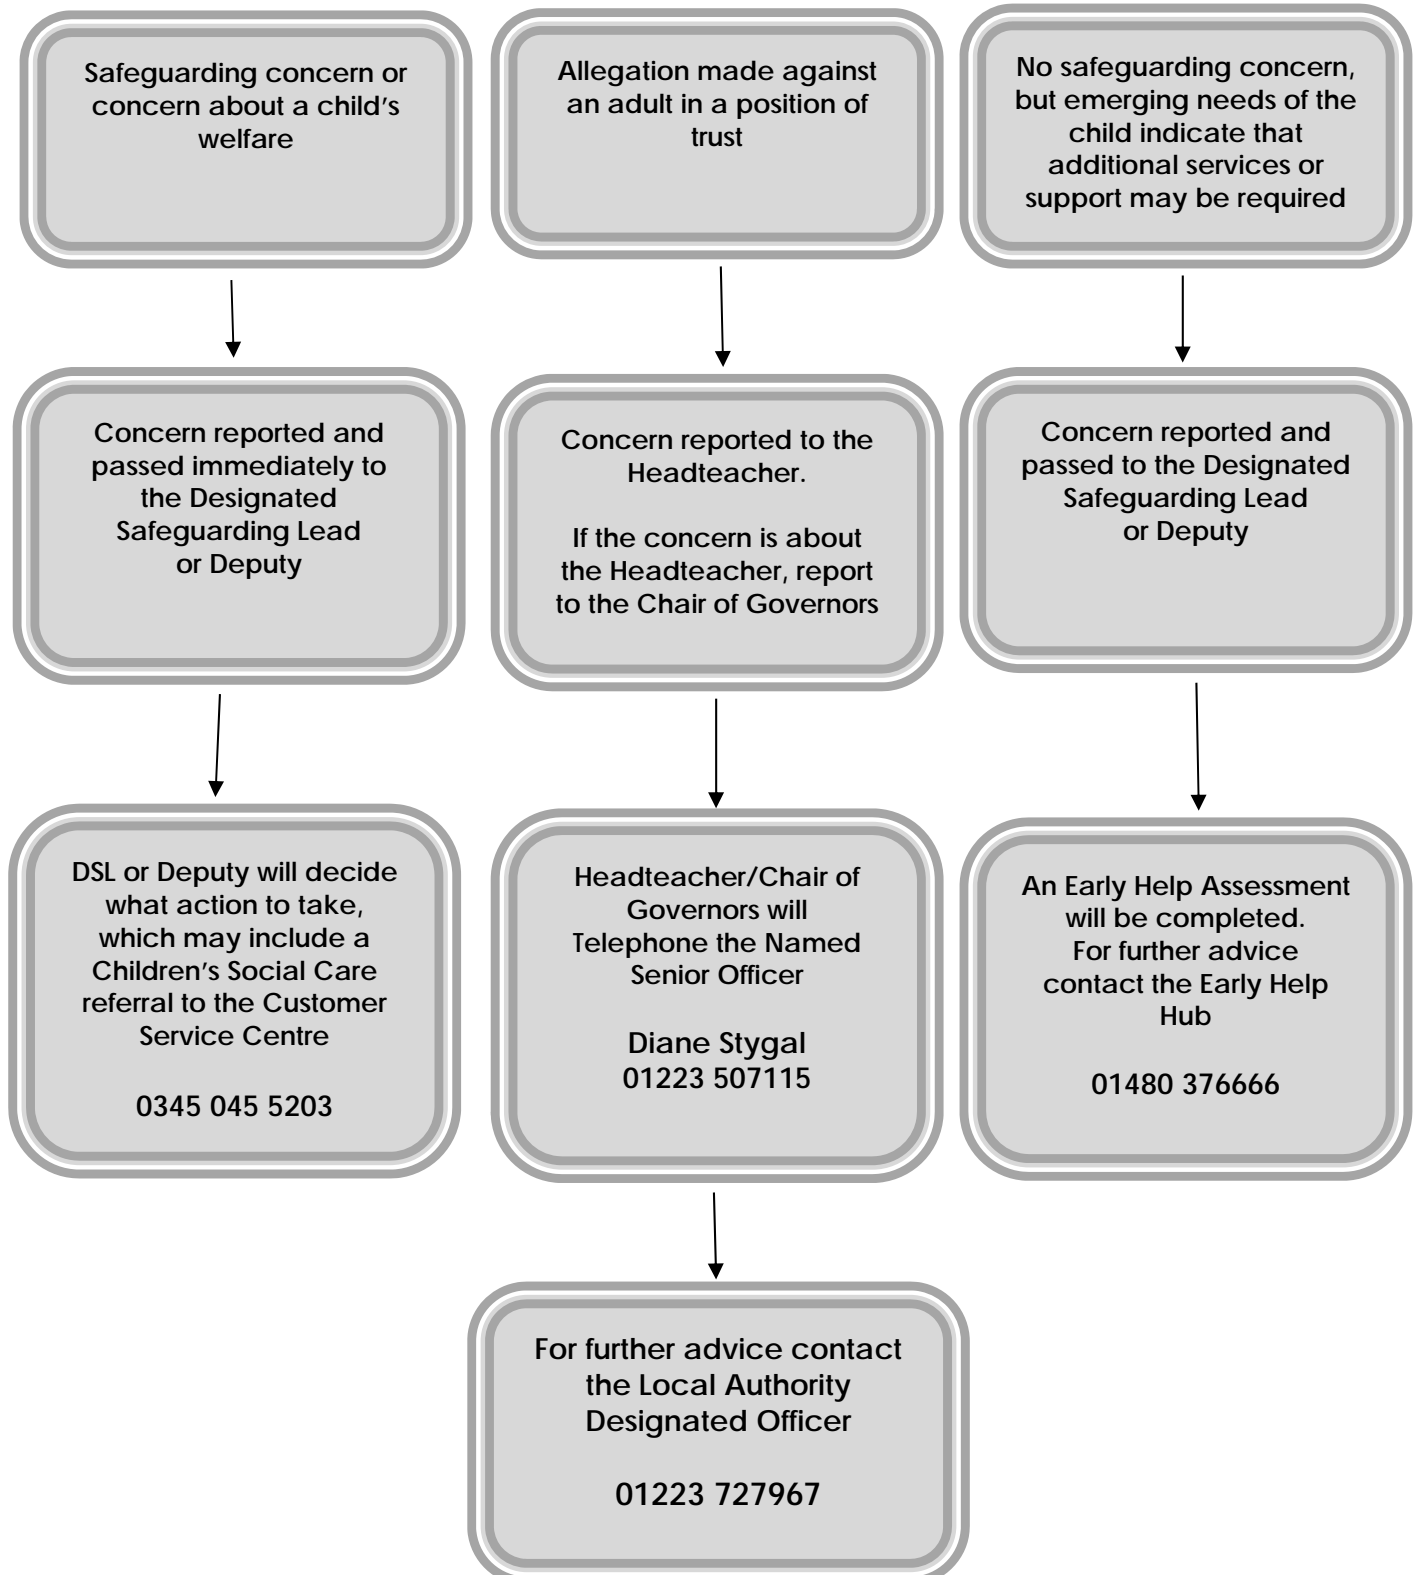 Safeguarding concern or
concern about a child's
welfare
Allegation made against
an adult in a position of
trust
No safeguarding concern,
but emerging needs of the
child indicate that
additional services or
support may be required
Concern reported and
passed immediately to
the Designated
Safeguarding Lead
or Deputy
Concern reported to the
Headteacher.
If the concern is about
the Headteacher, report
to the Chair of Governors
Concern reported and
passed to the Designated
Safeguarding Lead
or Deputy
DSL or Deputy will decide
what action to take,
which may include a
Children's Social Care
referral to the Customer
Service Centre
0345 045 5203
Headteacher/Chair of
Governors will
Telephone the Named
Senior Officer
Diane Stygal
01223 507115
An Early Help Assessment
will be completed.
For further advice
contact the Early Help
Hub
01480 376666
For further advice contact
the Local Authority
Designated Officer
01223 727967